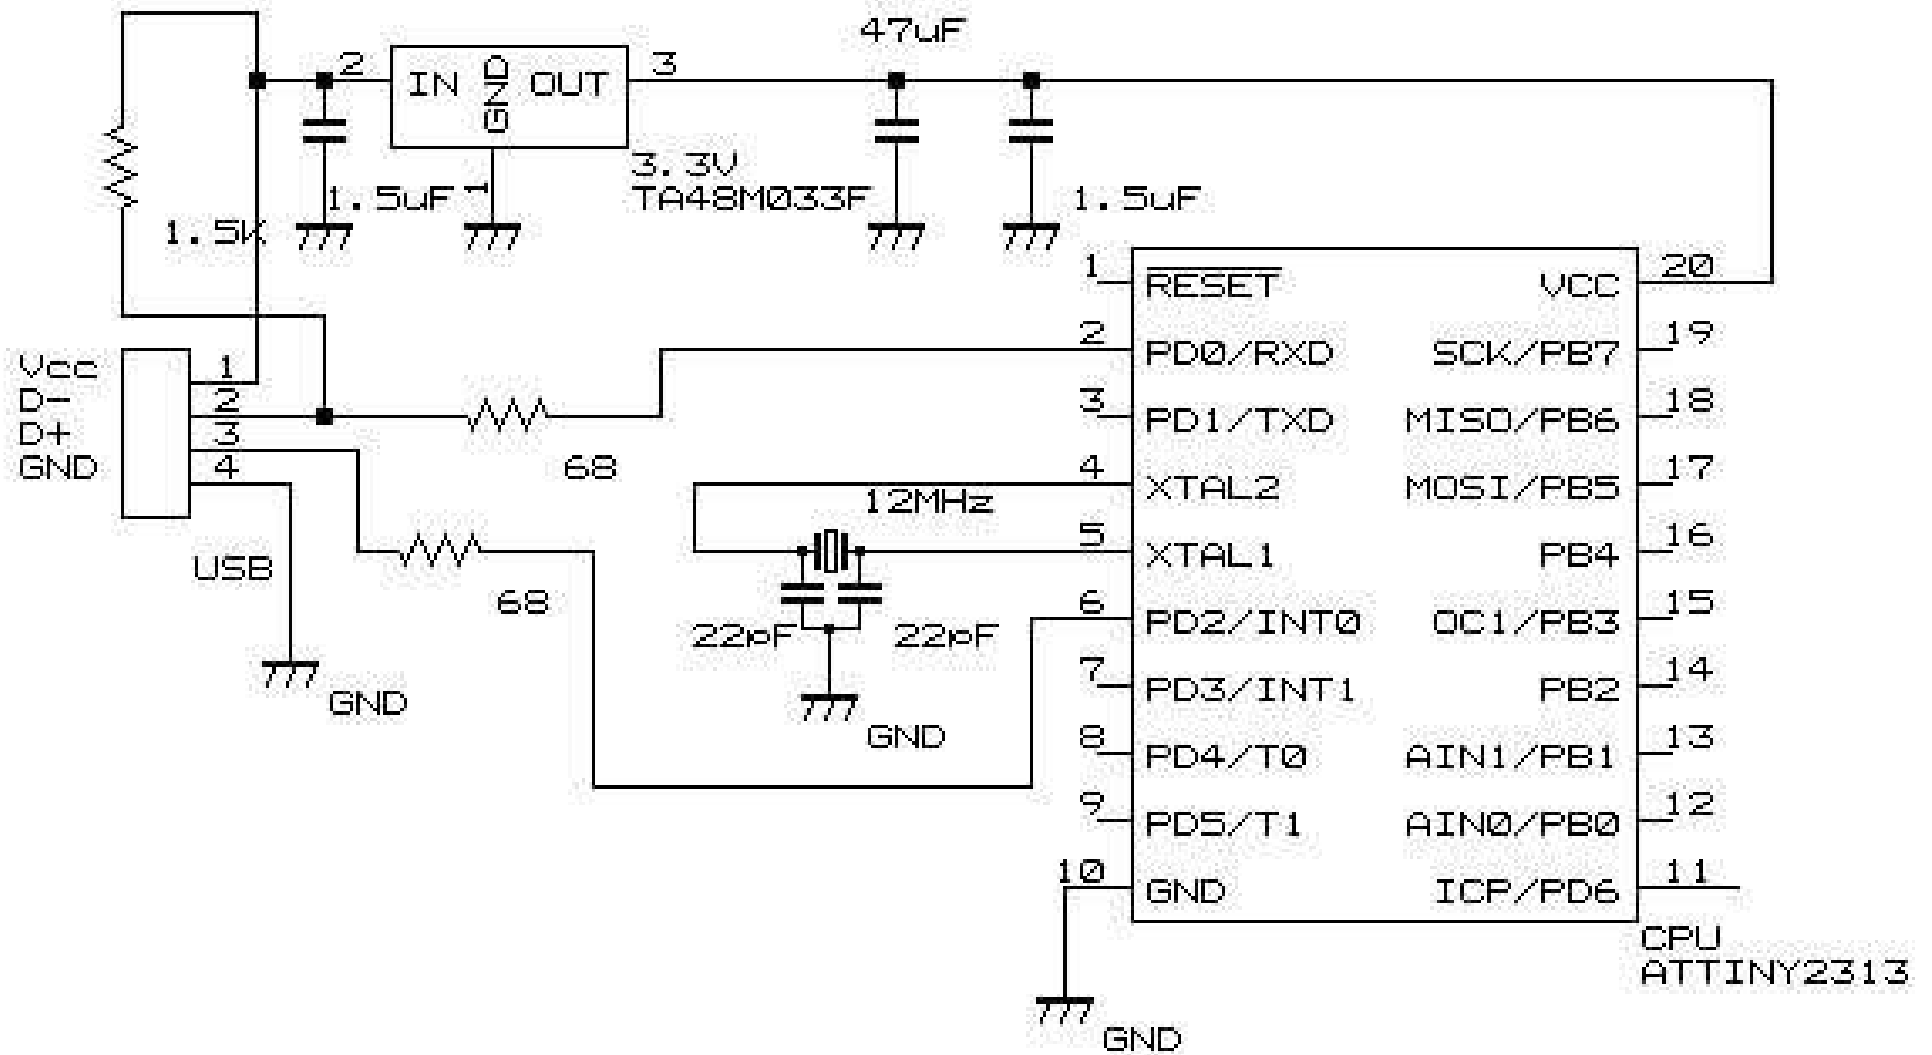 47uF
2 IN GND OUT 3
1
3.3V
TA48M033F
1.5uF
1.5uF
1.5K
Vcc 1
D- 2
D+ 3
GND 4
USB
68
68
GND
12MHz
22pF 22pF
GND
1 RESET VCC 20
2 PD0/RXD SCK/PB7 19
3 PD1/TXD MISO/PB6 18
4 XTAL2 MOSI/PB5 17
5 XTAL1 PB4 16
6 PD2/INT0 OC1/PB3 15
7 PD3/INT1 PB2 14
8 PD4/T0 AIN1/PB1 13
9 PD5/T1 AIN0/PB0 12
10 GND ICP/PD6 11
CPU
ATTINY2313
GND